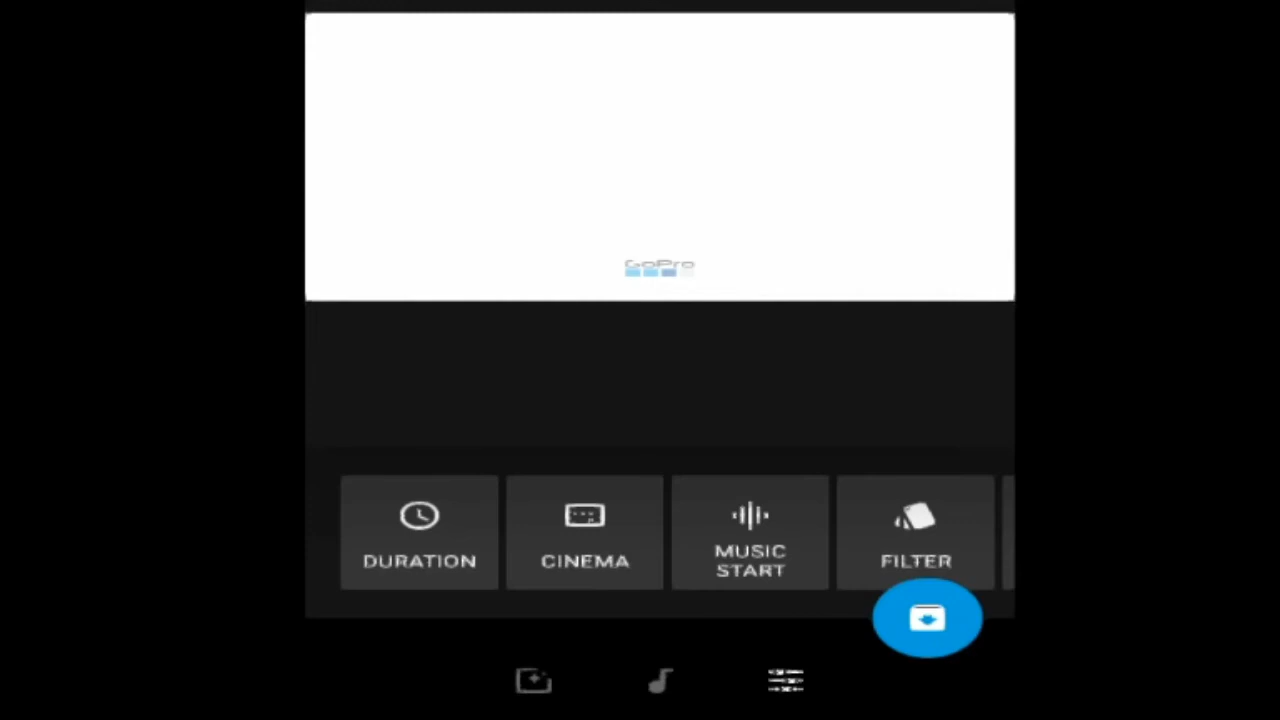 GoPro
DURATION
CINEMA
MUSIC
START
FILTER